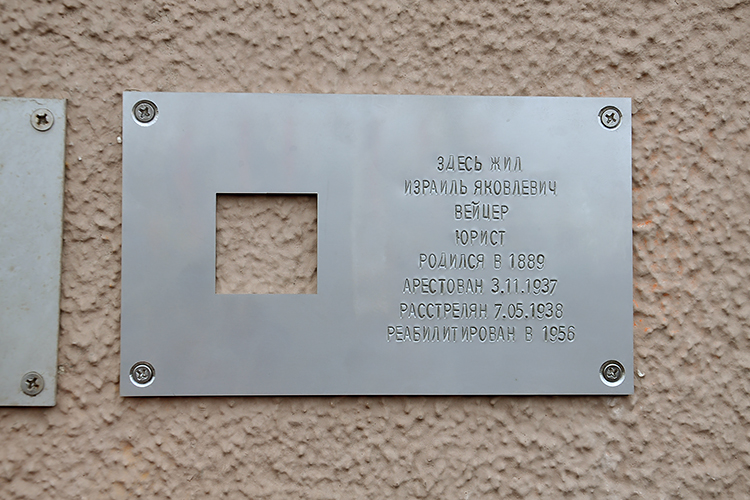 ЗДЕСЬ ЖИЛ
ИЗРАИЛЬ ЯКОВЛЕВИЧ
ВЕЙЦЕР
ЮРИСТ
РОДИЛСЯ В 1889
АРЕСТОВАН 3.11.1937
РАССТРЕЛЯН 7.05.1938
РЕАБИЛИТИРОВАН В 1956